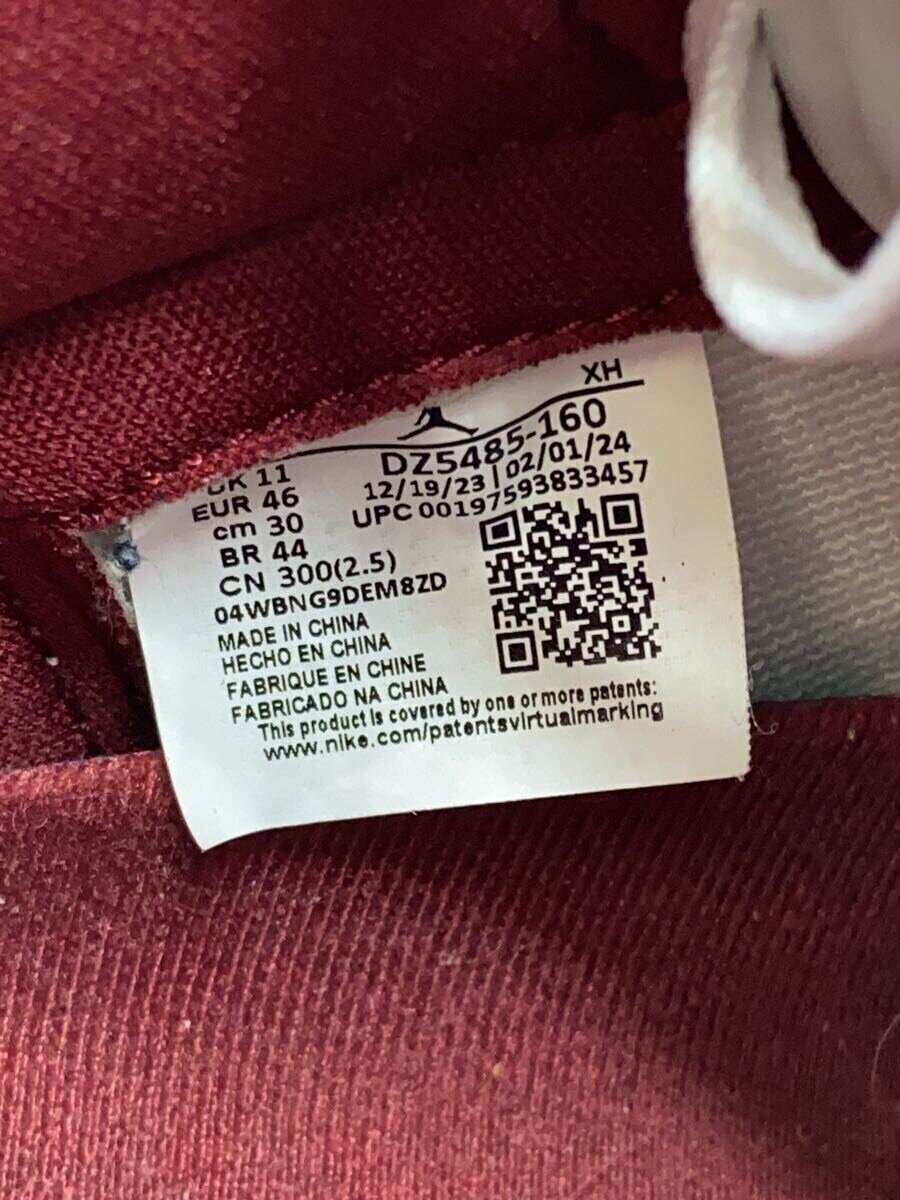 XH
DZ5485-160
12/19/23 | 02/01/24
UPC 00197593833457
UK 11
EUR 46
cm 30
BR 44
CN 300(2.5)
04WBNG9DEM8ZD
MADE IN CHINA
HECHO EN CHINA
FABRIQUE EN CHINE
FABRICADO NA CHINA
This product is covered by one or more patents:
www.nike.com/patentsvirtualmarking